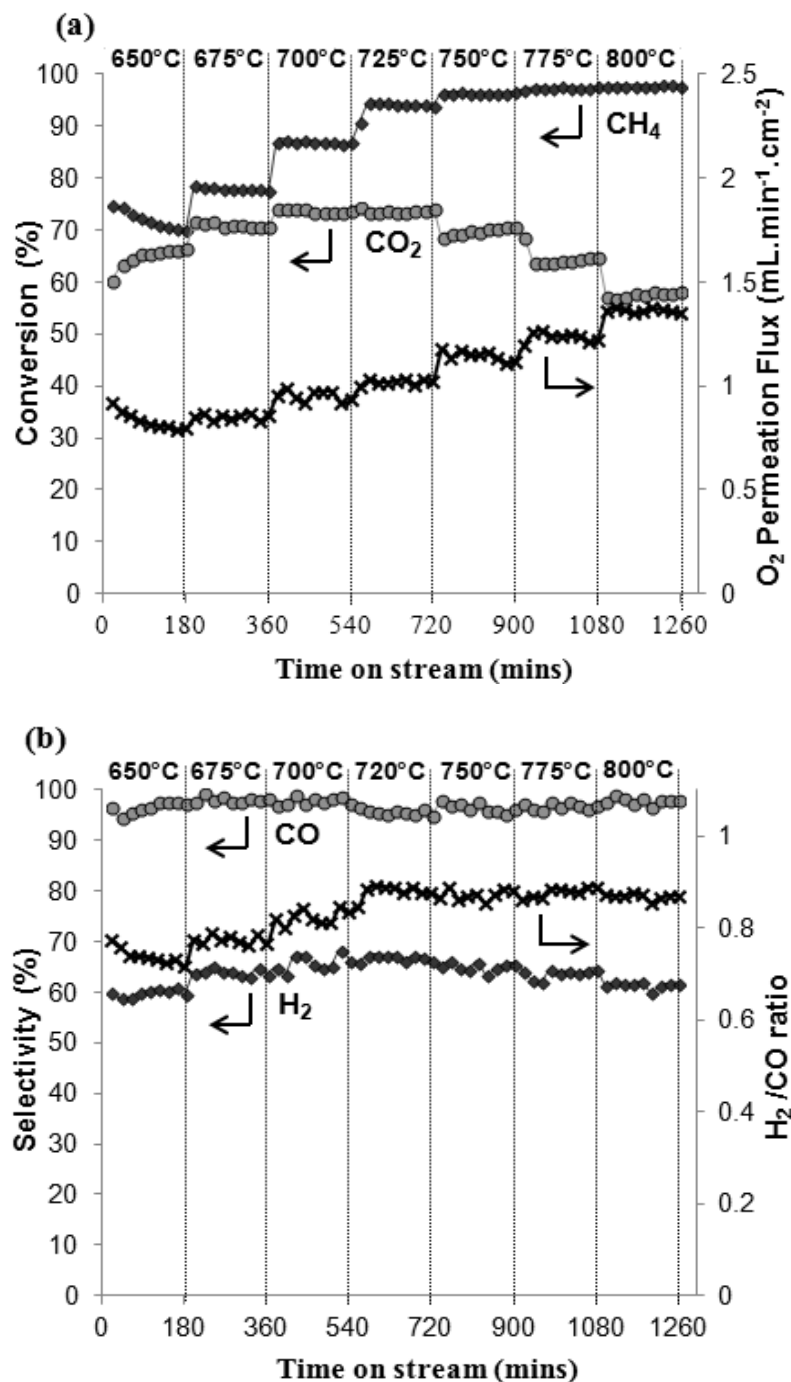 (a)
650°C 675°C 700°C 725°C 750°C 775°C 800°C
100
90
80
70
60
50
40
30
20
10
0
Conversion (%)
2.5
2
1.5
1
0.5
0
O₂ Permeation Flux (mL.min⁻¹.cm⁻²)
CH₄
CO₂
0 180 360 540 720 900 1080 1260
Time on stream (mins)
(b)
650°C 675°C 700°C 720°C 750°C 775°C 800°C
100
90
80
70
60
50
40
30
20
10
0
Selectivity (%)
1
0.8
0.6
0.4
0.2
0
H₂ /CO ratio
CO
H₂
0 180 360 540 720 900 1080 1260
Time on stream (mins)